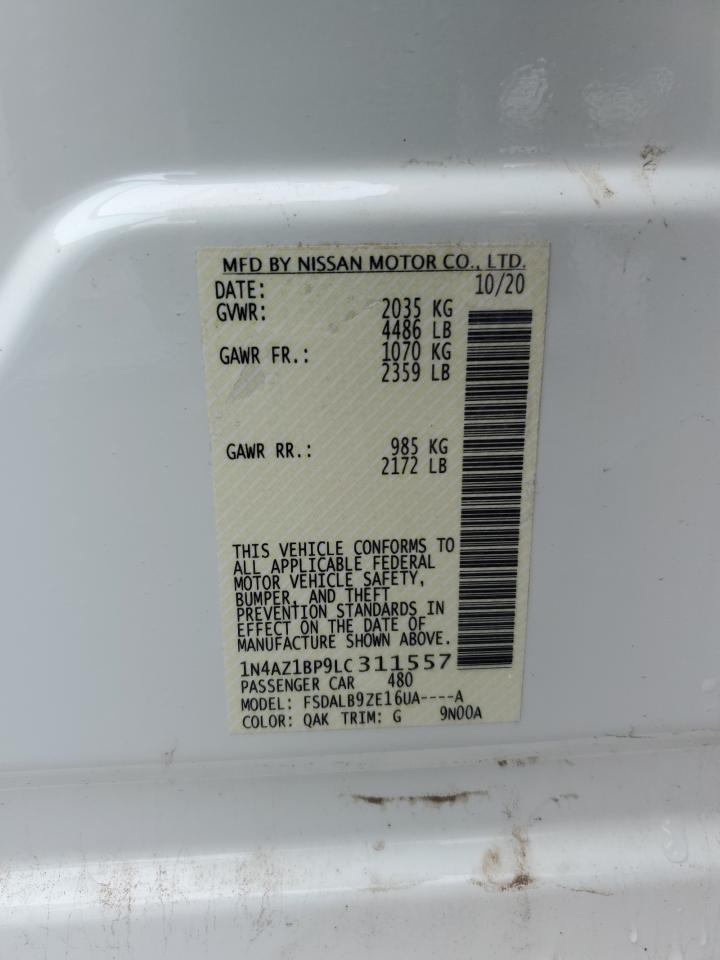 MFD BY NISSAN MOTOR CO., LTD.
DATE: 10/20
GVWR: 2035 KG
4486 LB
GAWR FR.: 1070 KG
2359 LB
GAWR RR.: 985 KG
2172 LB
THIS VEHICLE CONFORMS TO
ALL APPLICABLE FEDERAL
MOTOR VEHICLE SAFETY,
BUMPER, AND THEFT
PREVENTION STANDARDS IN
EFFECT ON THE DATE OF
MANUFACTURE SHOWN ABOVE.
1N4AZ1BP9LC311557
PASSENGER CAR 480
MODEL: FSDALB9ZE16UA----A
COLOR: QAK TRIM: G 9N00A